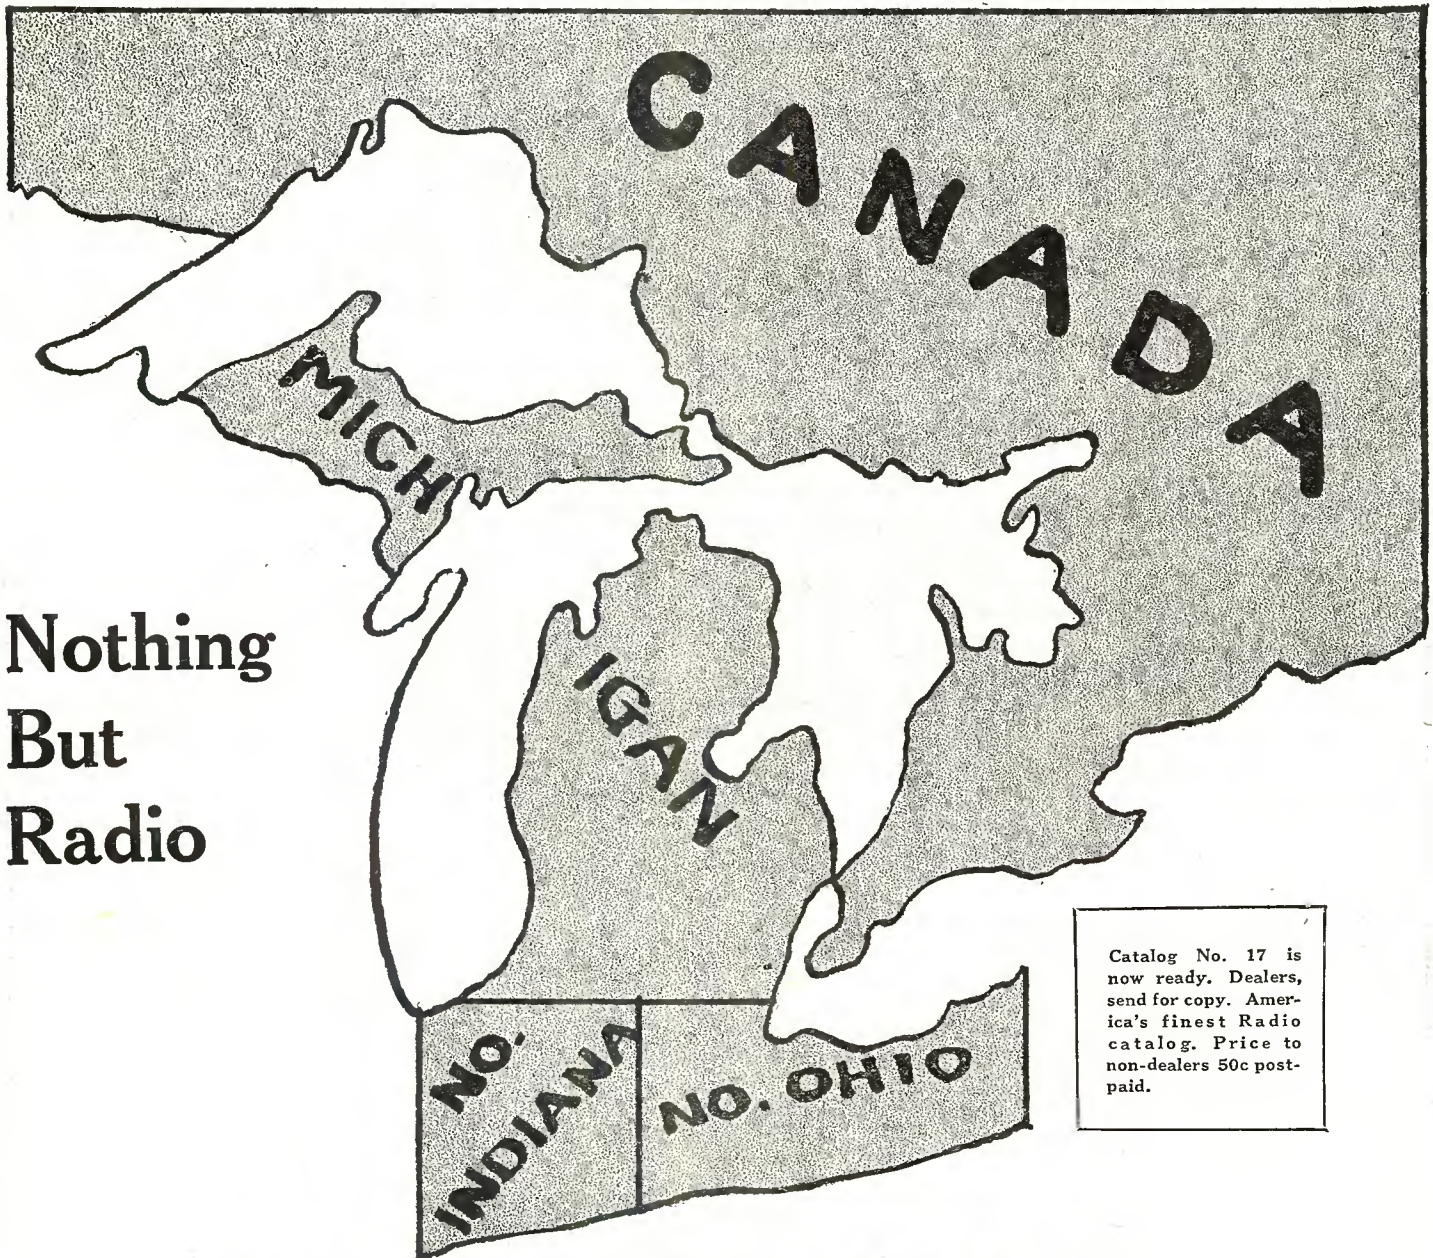 CANADA
MICH
IGAN
Nothing
But
Radio
NO.
INDIANA
NO. OHIO
Catalog No. 17 is
now ready. Dealers,
send for copy. Amer-
ica's finest Radio
catalog. Price to
non-dealers 50c post-
paid.